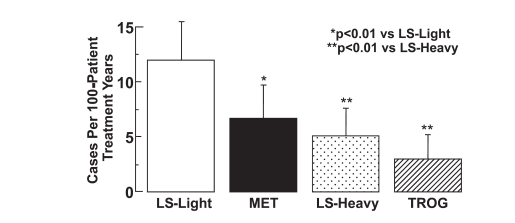 *p<0.01 vs LS-Light
**p<0.01 vs LS-Heavy
Cases Per 100-Patient
Treatment Years
15
10
5
0
*
**
**
LS-Light
MET
LS-Heavy
TROG